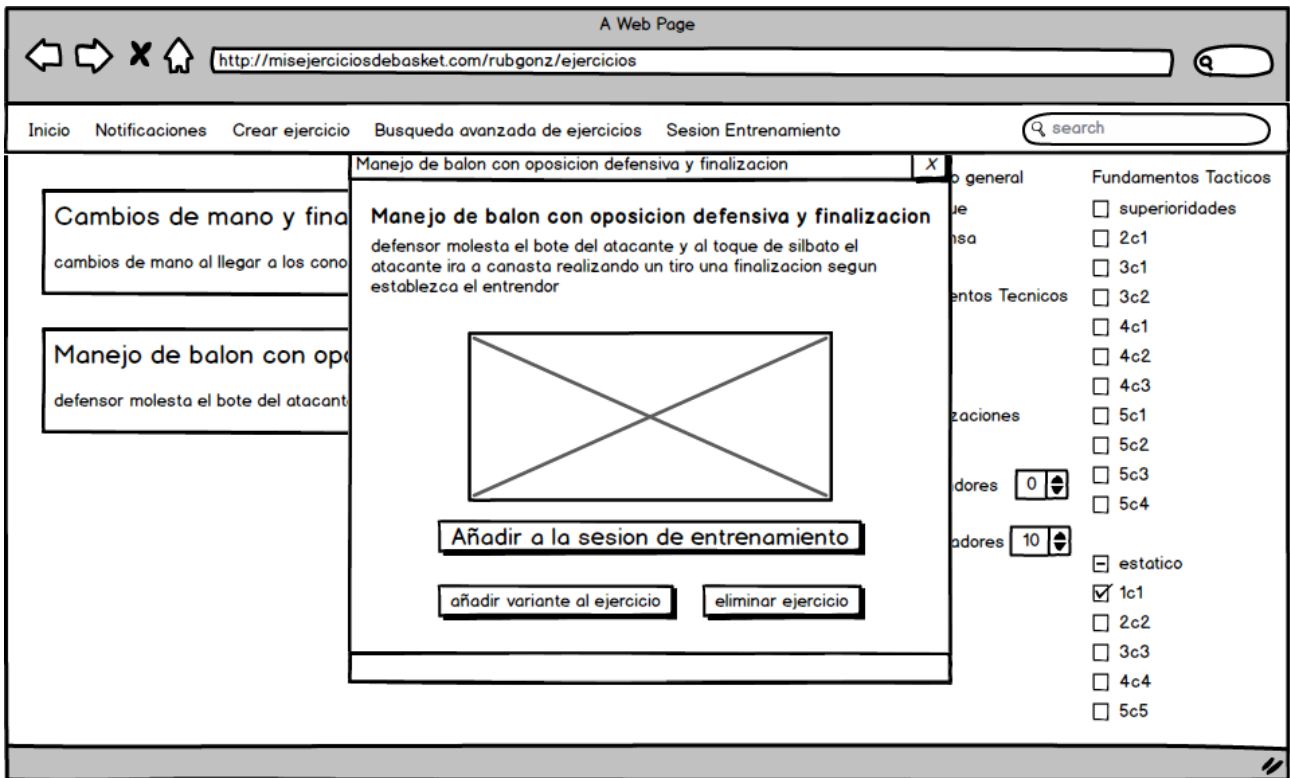 A Web Page
http://misejerciciosdebasket.com/rubgonz/ejercicios
Inicio Notificaciones Crear ejercicio Busqueda avanzada de ejercicios Sesion Entrenamiento search
Manejo de balon con oposicion defensiva y finalizacion X
Cambios de mano y fina
cambios de mano al llegar a los cono
Manejo de balon con opo
defensor molesta el bote del atacant
Manejo de balon con oposicion defensiva y finalizacion
defensor molesta el bote del atacante y al toque de silbato el
atacante ira a canasta realizando un tiro una finalizacion segun
establezca el entrendor
Añadir a la sesion de entrenamiento
añadir variante al ejercicio eliminar ejercicio
o general
ue
nsa
entos Tecnicos
zaciones
dores 0
adores 10
Fundamentos Tacticos
superioridades
2c1
3c1
3c2
4c1
4c2
4c3
5c1
5c2
5c3
5c4
estatico
1c1
2c2
3c3
4c4
5c5